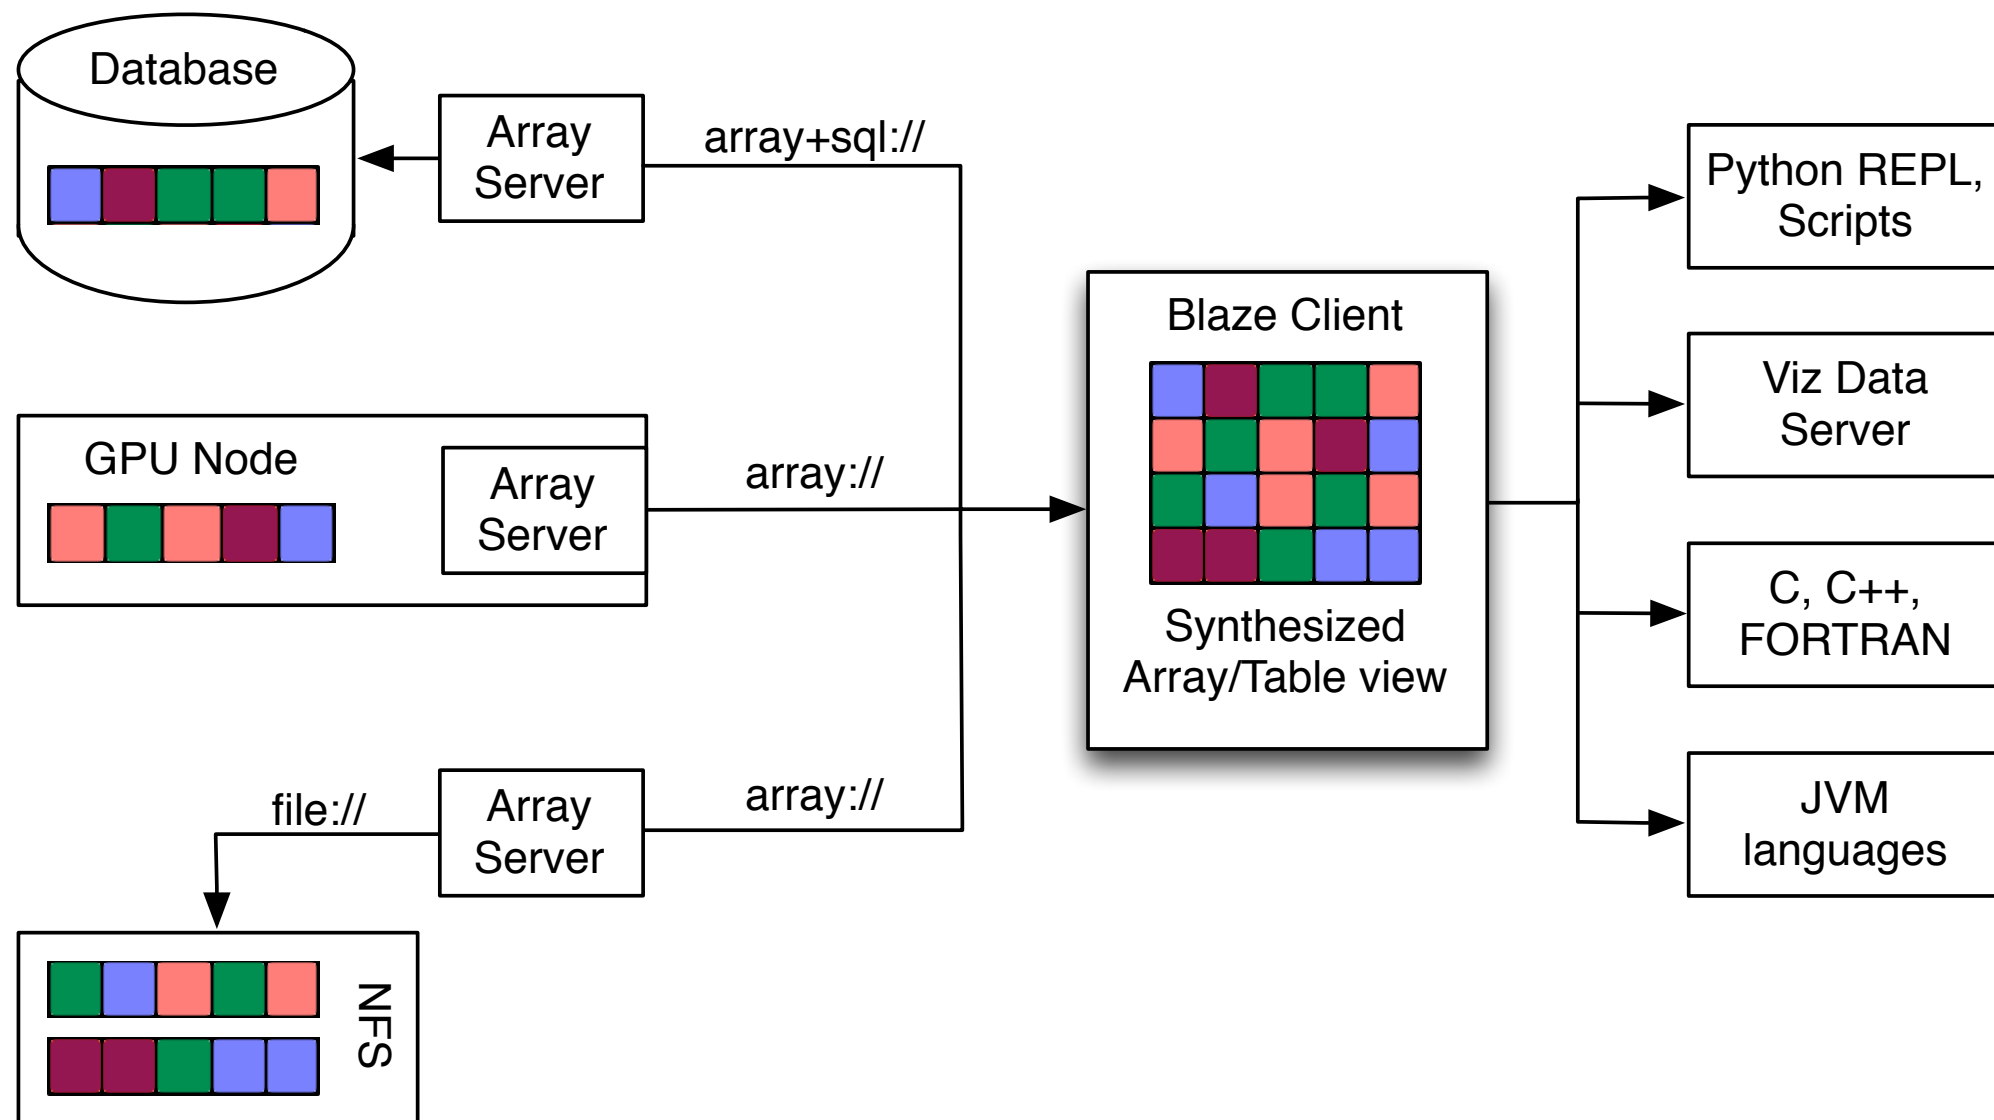 Database
Array
Server
array+sql://
GPU Node
Array
Server
array://
file://
Array
Server
array://
NFS
Blaze Client
Synthesized
Array/Table view
Python REPL,
Scripts
Viz Data
Server
C, C++,
FORTRAN
JVM
languages